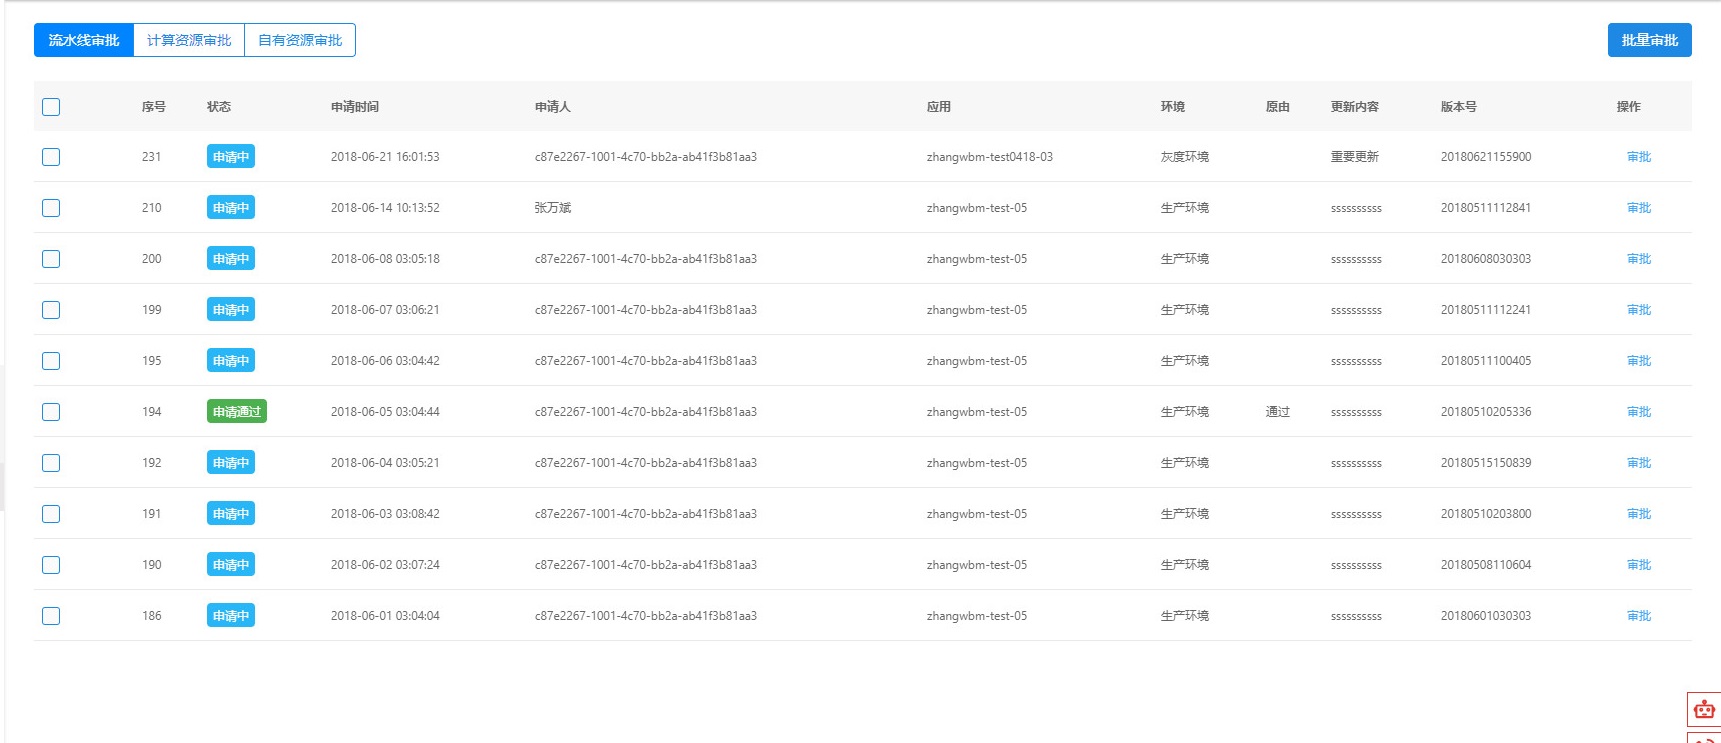 流水线审批 计算资源审批 自有资源审批 批量审批
序号 状态 申请时间 申请人 应用 环境 原由 更新内容 版本号 操作
231 申请中 2018-06-21 16:01:53 c87e2267-1001-4c70-bb2a-ab41f3b81aa3 zhangwbm-test0418-03 灰度环境 重要更新 20180621155900 审批
210 申请中 2018-06-14 10:13:52 张万斌 zhangwbm-test-05 生产环境 ssssssssss 20180511112841 审批
200 申请中 2018-06-08 03:05:18 c87e2267-1001-4c70-bb2a-ab41f3b81aa3 zhangwbm-test-05 生产环境 ssssssssss 20180608030303 审批
199 申请中 2018-06-07 03:06:21 c87e2267-1001-4c70-bb2a-ab41f3b81aa3 zhangwbm-test-05 生产环境 ssssssssss 20180511112241 审批
195 申请中 2018-06-06 03:04:42 c87e2267-1001-4c70-bb2a-ab41f3b81aa3 zhangwbm-test-05 生产环境 ssssssssss 20180511100405 审批
194 申请通过 2018-06-05 03:04:44 c87e2267-1001-4c70-bb2a-ab41f3b81aa3 zhangwbm-test-05 生产环境 通过 ssssssssss 20180510205336 审批
192 申请中 2018-06-04 03:05:21 c87e2267-1001-4c70-bb2a-ab41f3b81aa3 zhangwbm-test-05 生产环境 ssssssssss 20180515150839 审批
191 申请中 2018-06-03 03:08:42 c87e2267-1001-4c70-bb2a-ab41f3b81aa3 zhangwbm-test-05 生产环境 ssssssssss 20180510203800 审批
190 申请中 2018-06-02 03:07:24 c87e2267-1001-4c70-bb2a-ab41f3b81aa3 zhangwbm-test-05 生产环境 ssssssssss 20180508110604 审批
186 申请中 2018-06-01 03:04:04 c87e2267-1001-4c70-bb2a-ab41f3b81aa3 zhangwbm-test-05 生产环境 ssssssssss 20180601030303 审批